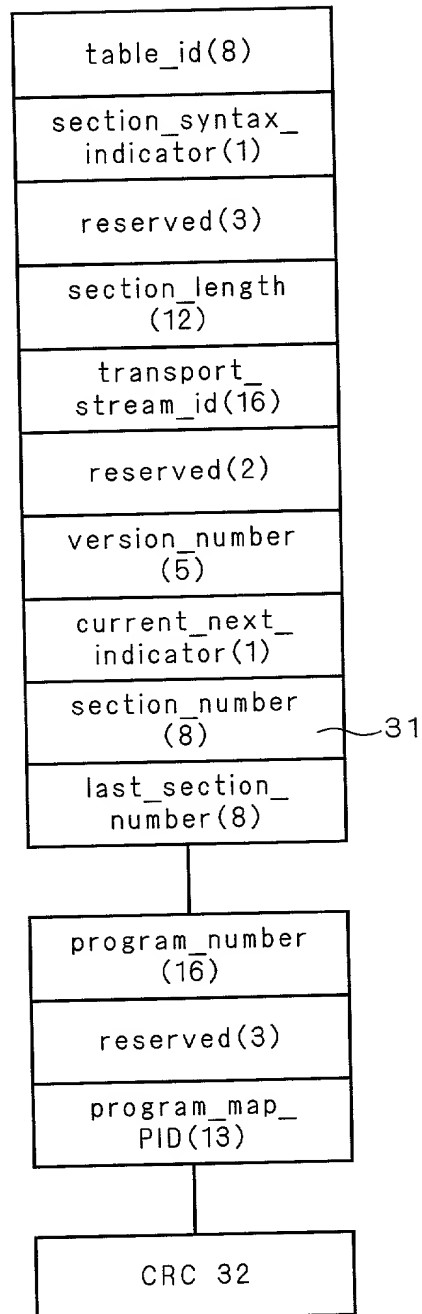 table_id(8)
section_syntax_
indicator(1)
reserved(3)
section_length
(12)
transport_
stream_id(16)
reserved(2)
version_number
(5)
current_next_
indicator(1)
section_number
(8)
31
last_section_
number(8)
program_number
(16)
reserved(3)
program_map_
PID(13)
CRC 32